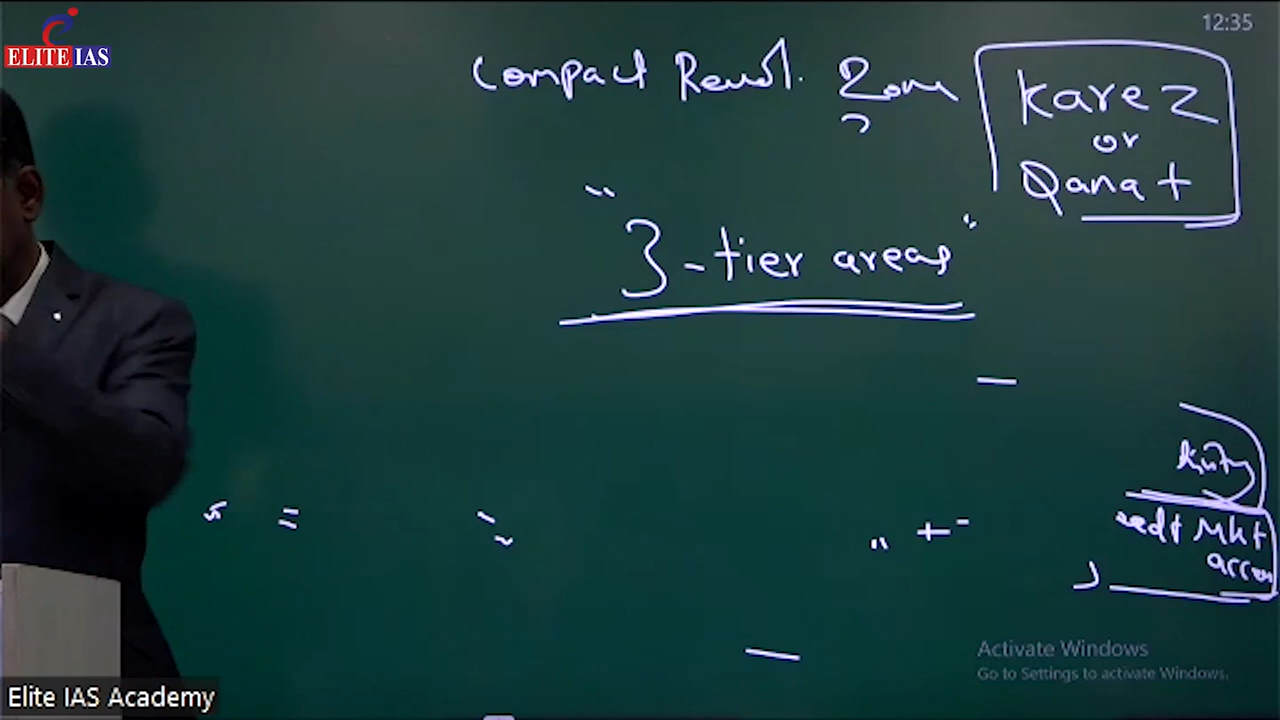 12:35
ELITE IAS
Compact Zone
Karez
or
Qanat
"3-tier areas"
Mkt
Activate Windows
Go to Settings to activate Windows.
Elite IAS Academy